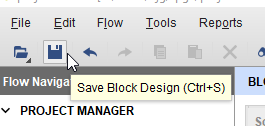 File Edit Flow Tools Reports
Flow Naviga
Save Block Design (Ctrl+S)
BL
PROJECT MANAGER